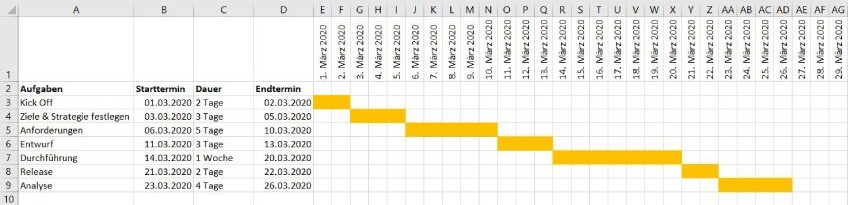 A B C D E F G H I J K L M N O P Q R S T U V W X Y Z AA AB AC AD AE AF AG
1 1. März 2020 2. März 2020 3. März 2020 4. März 2020 5. März 2020 6. März 2020 7. März 2020 8. März 2020 9. März 2020 10. März 2020 11. März 2020 12. März 2020 13. März 2020 14. März 2020 15. März 2020 16. März 2020 17. März 2020 18. März 2020 19. März 2020 20. März 2020 21. März 2020 22. März 2020 23. März 2020 24. März 2020 25. März 2020 26. März 2020 27. März 2020 28. März 2020 29. März 2020
2 Aufgaben Starttermin Dauer Endtermin
3 Kick Off 01.03.2020 2 Tage 02.03.2020
4 Ziele & Strategie festlegen 03.03.2020 3 Tage 05.03.2020
5 Anforderungen 06.03.2020 5 Tage 10.03.2020
6 Entwurf 11.03.2020 3 Tage 13.03.2020
7 Durchführung 14.03.2020 1 Woche 20.03.2020
8 Release 21.03.2020 2 Tage 22.03.2020
9 Analyse 23.03.2020 4 Tage 26.03.2020
10